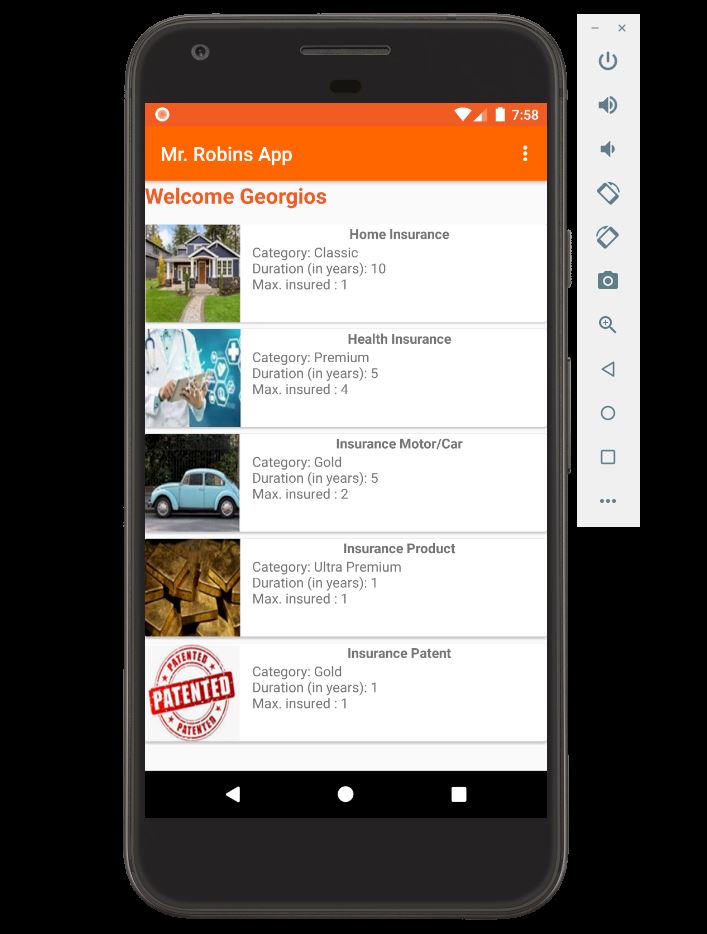 7:58
Mr. Robins App
Welcome Georgios
Home Insurance
Category: Classic
Duration (in years): 10
Max. insured : 1
Health Insurance
Category: Premium
Duration (in years): 5
Max. insured : 4
Insurance Motor/Car
Category: Gold
Duration (in years): 5
Max. insured : 2
Insurance Product
Category: Ultra Premium
Duration (in years): 1
Max. insured : 1
Insurance Patent
Category: Gold
Duration (in years): 1
Max. insured : 1
PATENTED
PATENTED
PATENTED